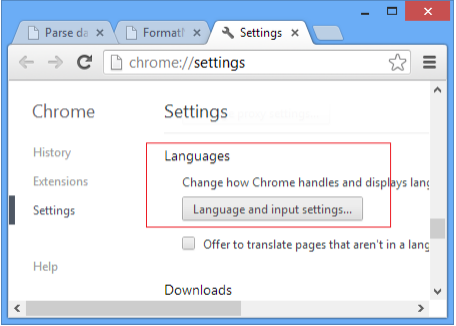 Parse da
FormatN
Settings
chrome://settings
Chrome
Settings
History
Languages
Change how Chrome handles and displays lang
Extensions
Settings
Language and input settings...
Offer to translate pages that aren't in a lang
Help
Downloads